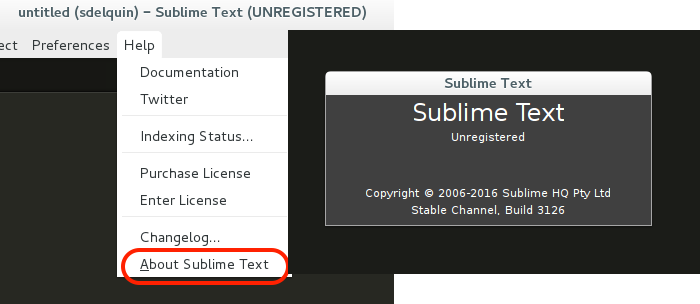 untitled (sdelquin) – Sublime Text (UNREGISTERED)
ect Preferences Help
Documentation
Twitter
Indexing Status...
Purchase License
Enter License
Changelog...
About Sublime Text
Sublime Text
Sublime Text
Unregistered
Copyright © 2006-2016 Sublime HQ Pty Ltd
Stable Channel, Build 3126